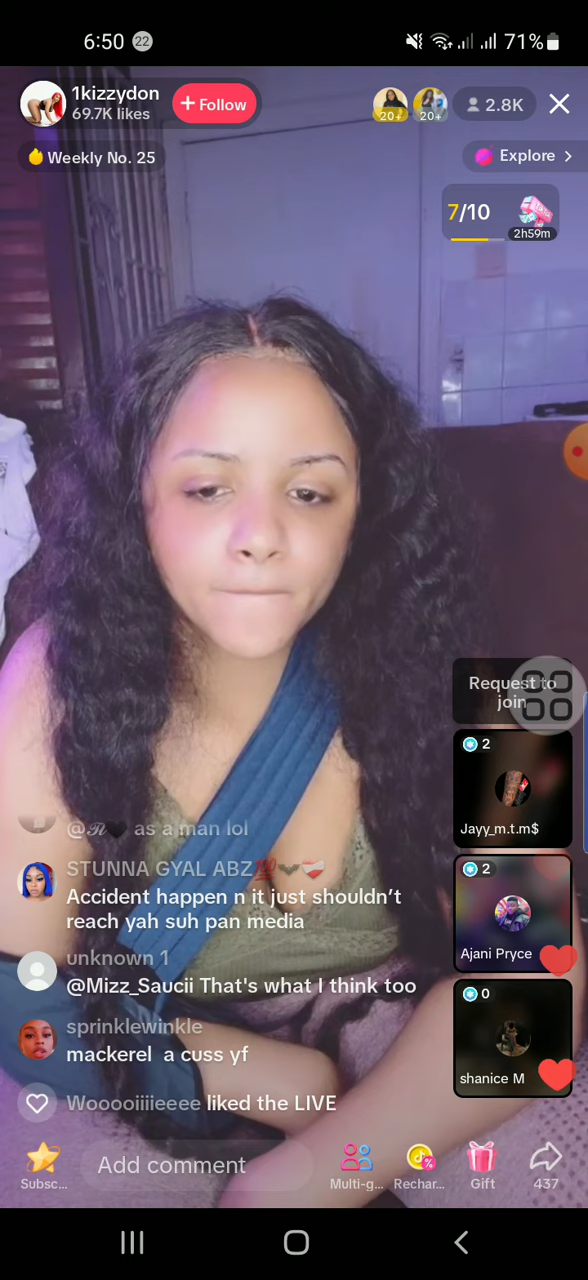 6:50 22 71%
1kizzydon
69.7K likes
+ Follow
20+ 20+
2.8K
Weekly No. 25
Explore
7/10
2h59m
Request to
join
2
Jayy_m.t.m$
2
Ajani Pryce
0
shanice M
as a man lol
STUNNA GYAL ABZ💯🦇❤️‍🩹
Accident happen n it just shouldn't
reach yah suh pan media
unknown 1
@Mizz_Saucii That's what I think too
sprinklewinkle
mackerel a cuss yf
Wooooiiiieeee liked the LIVE
Add comment
Subsc...
Multi-g...
Rechar...
Gift
437